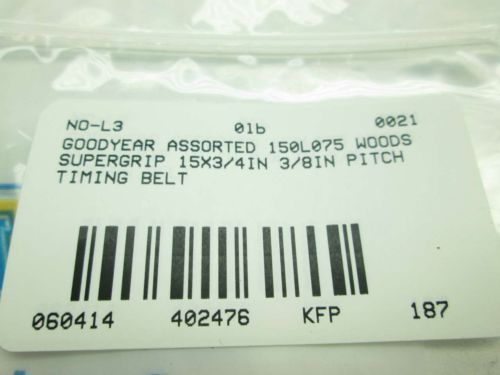 NO-L3 01b 0021
GOODYEAR ASSORTED 150L075 WOODS
SUPERGRIP 15X3/4IN 3/8IN PITCH
TIMING BELT
060414 402476 KFP 187